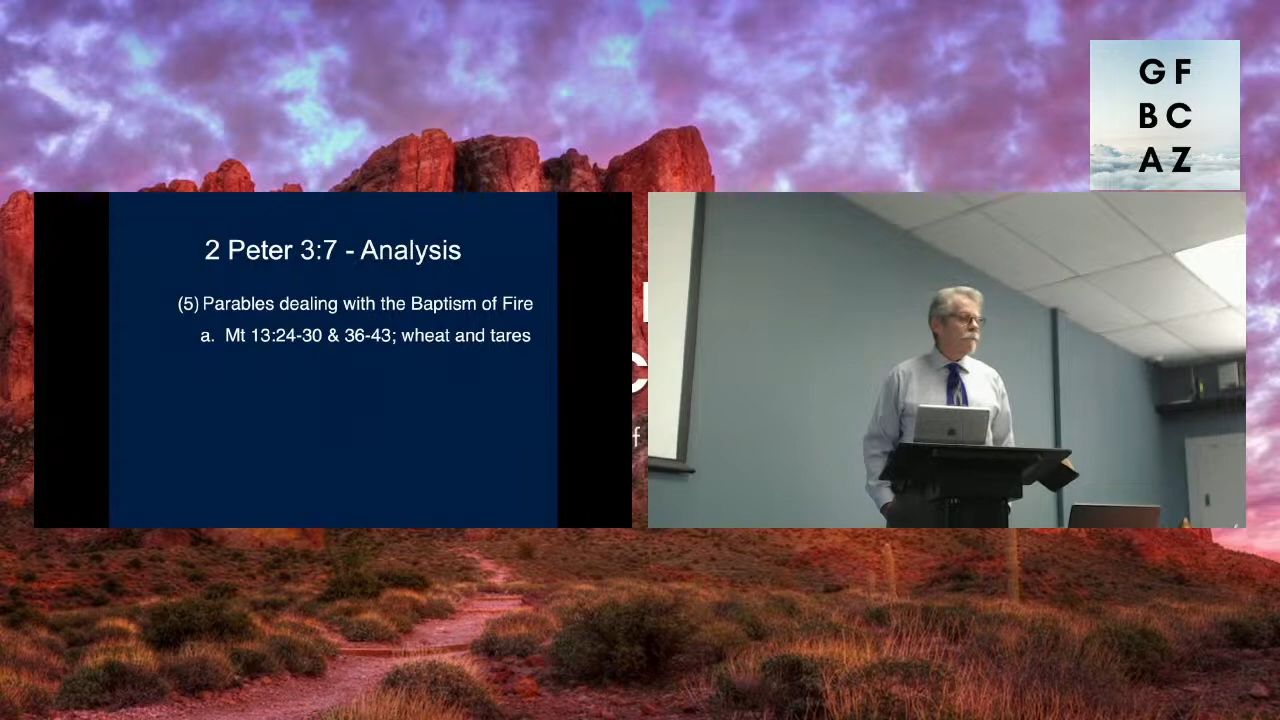 G F
B C
A Z
2 Peter 3:7 - Analysis
(5) Parables dealing with the Baptism of Fire
a. Mt 13:24-30 & 36-43; wheat and tares
f